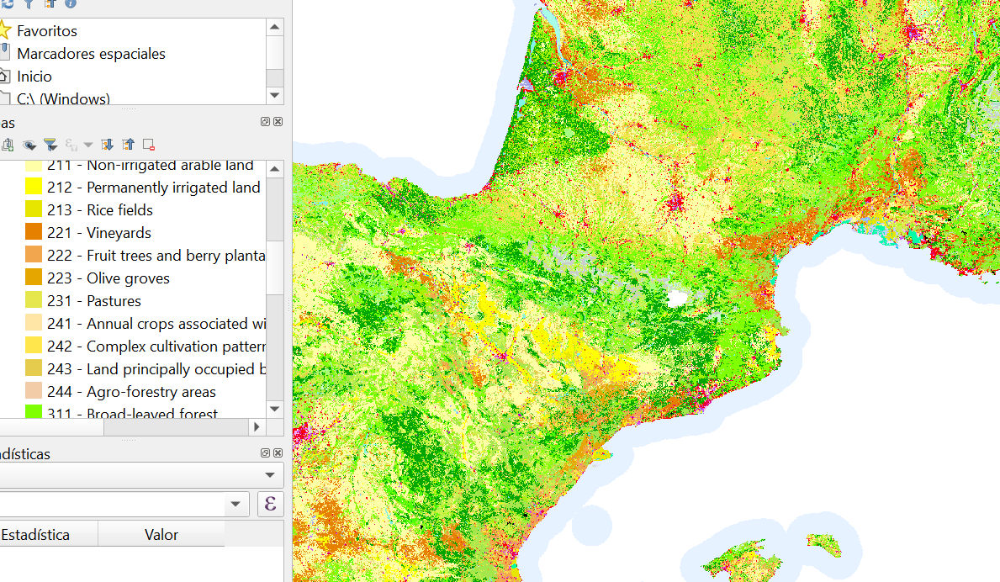 Favoritos
Marcadores espaciales
Inicio
C:\ (Windows)
as
211 - Non-irrigated arable land
212 - Permanently irrigated land
213 - Rice fields
221 - Vineyards
222 - Fruit trees and berry planta
223 - Olive groves
231 - Pastures
241 - Annual crops associated wi
242 - Complex cultivation pattern
243 - Land principally occupied b
244 - Agro-forestry areas
311 - Broad-leaved forest
dísticas
ε
Estadística Valor